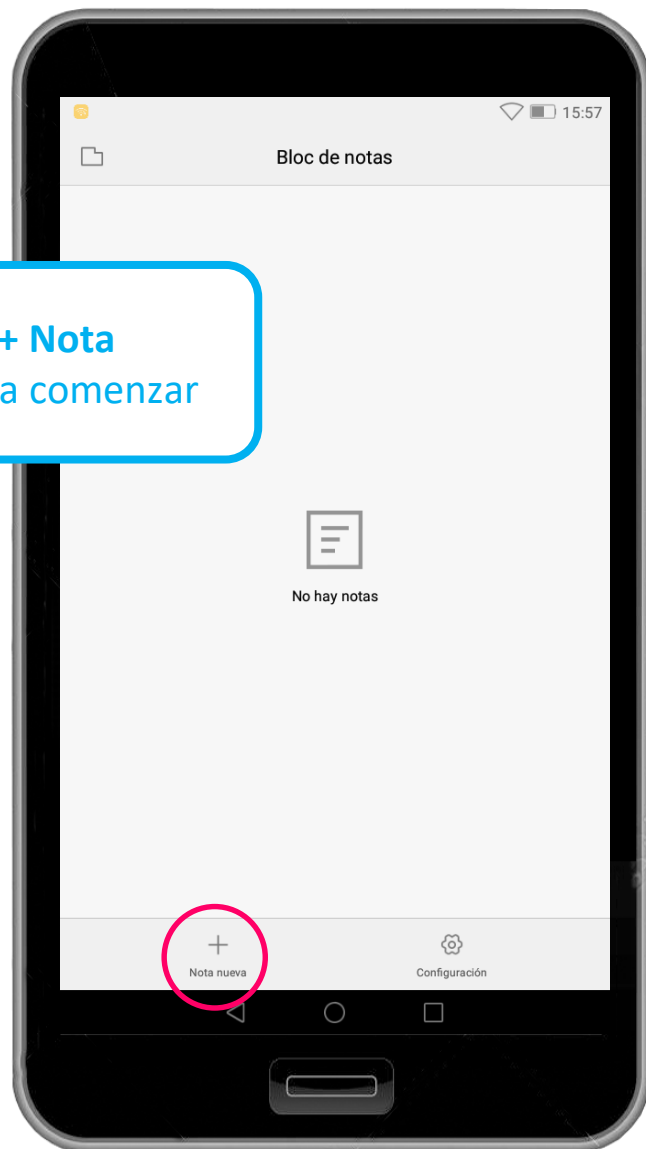 15:57
Bloc de notas
+ Nota
a comenzar
No hay notas
Nota nueva
Configuración